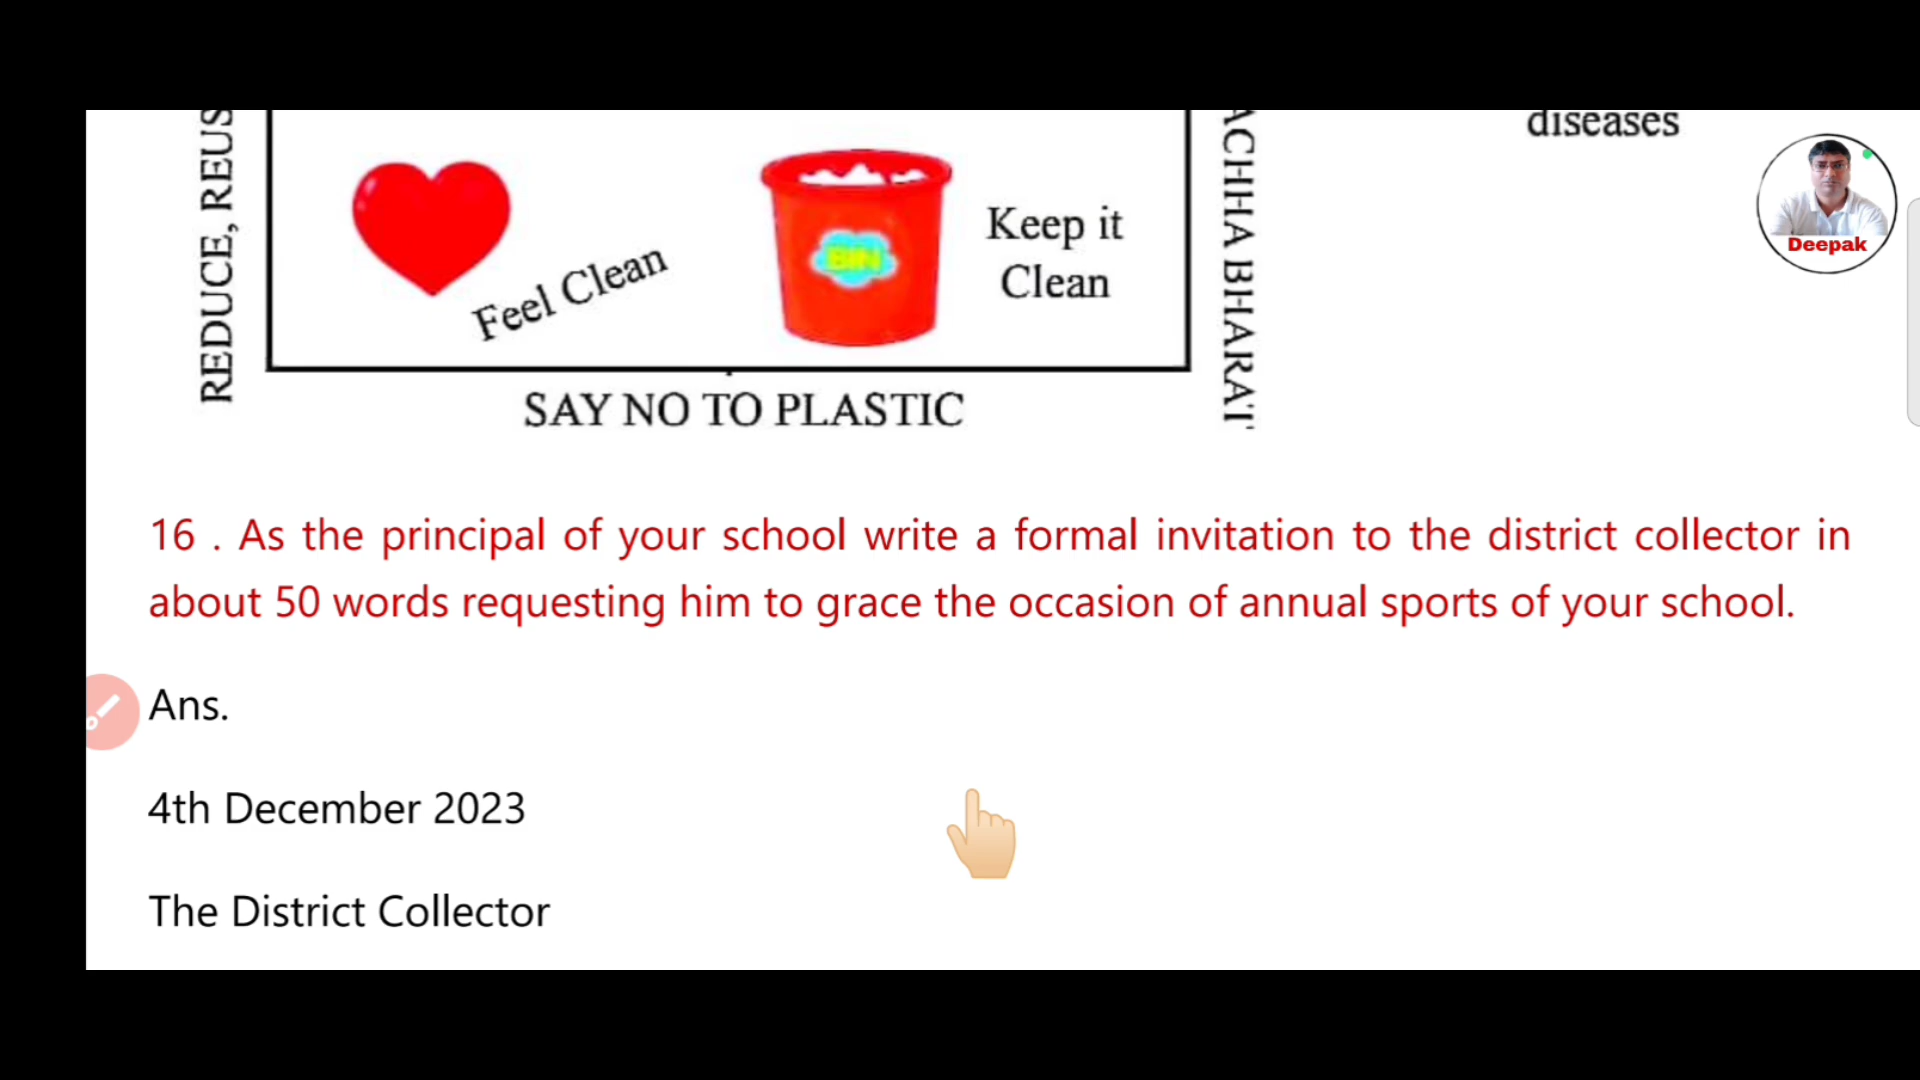 REDUCE, REUS
diseases
Deepak
Feel Clean
BIN
Keep it
Clean
ACHHA BHARAT
SAY NO TO PLASTIC
16 . As the principal of your school write a formal invitation to the district collector in
about 50 words requesting him to grace the occasion of annual sports of your school.
Ans.
4th December 2023
The District Collector